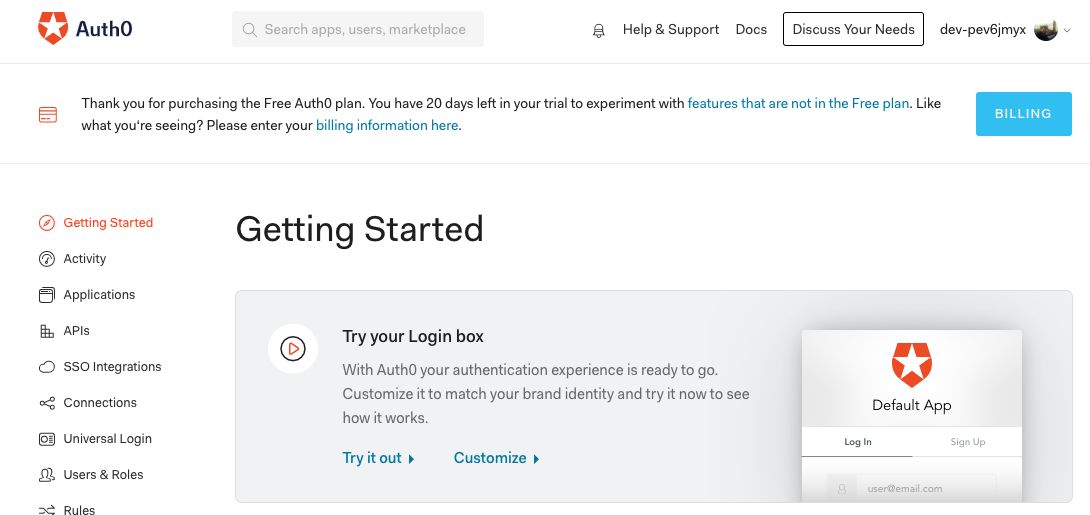 Auth0
Search apps, users, marketplace
Help & Support
Docs
Discuss Your Needs
dev-pev6jmyx
Thank you for purchasing the Free Auth0 plan. You have 20 days left in your trial to experiment with features that are not in the Free plan. Like
what you're seeing? Please enter your billing information here.
BILLING
Getting Started
Activity
Applications
APIs
SSO Integrations
Connections
Universal Login
Users & Roles
Rules
Getting Started
Try your Login box
With Auth0 your authentication experience is ready to go.
Customize it to match your brand identity and try it now to see
how it works.
Try it out
Customize
Default App
Log In
Sign Up
user@email.com